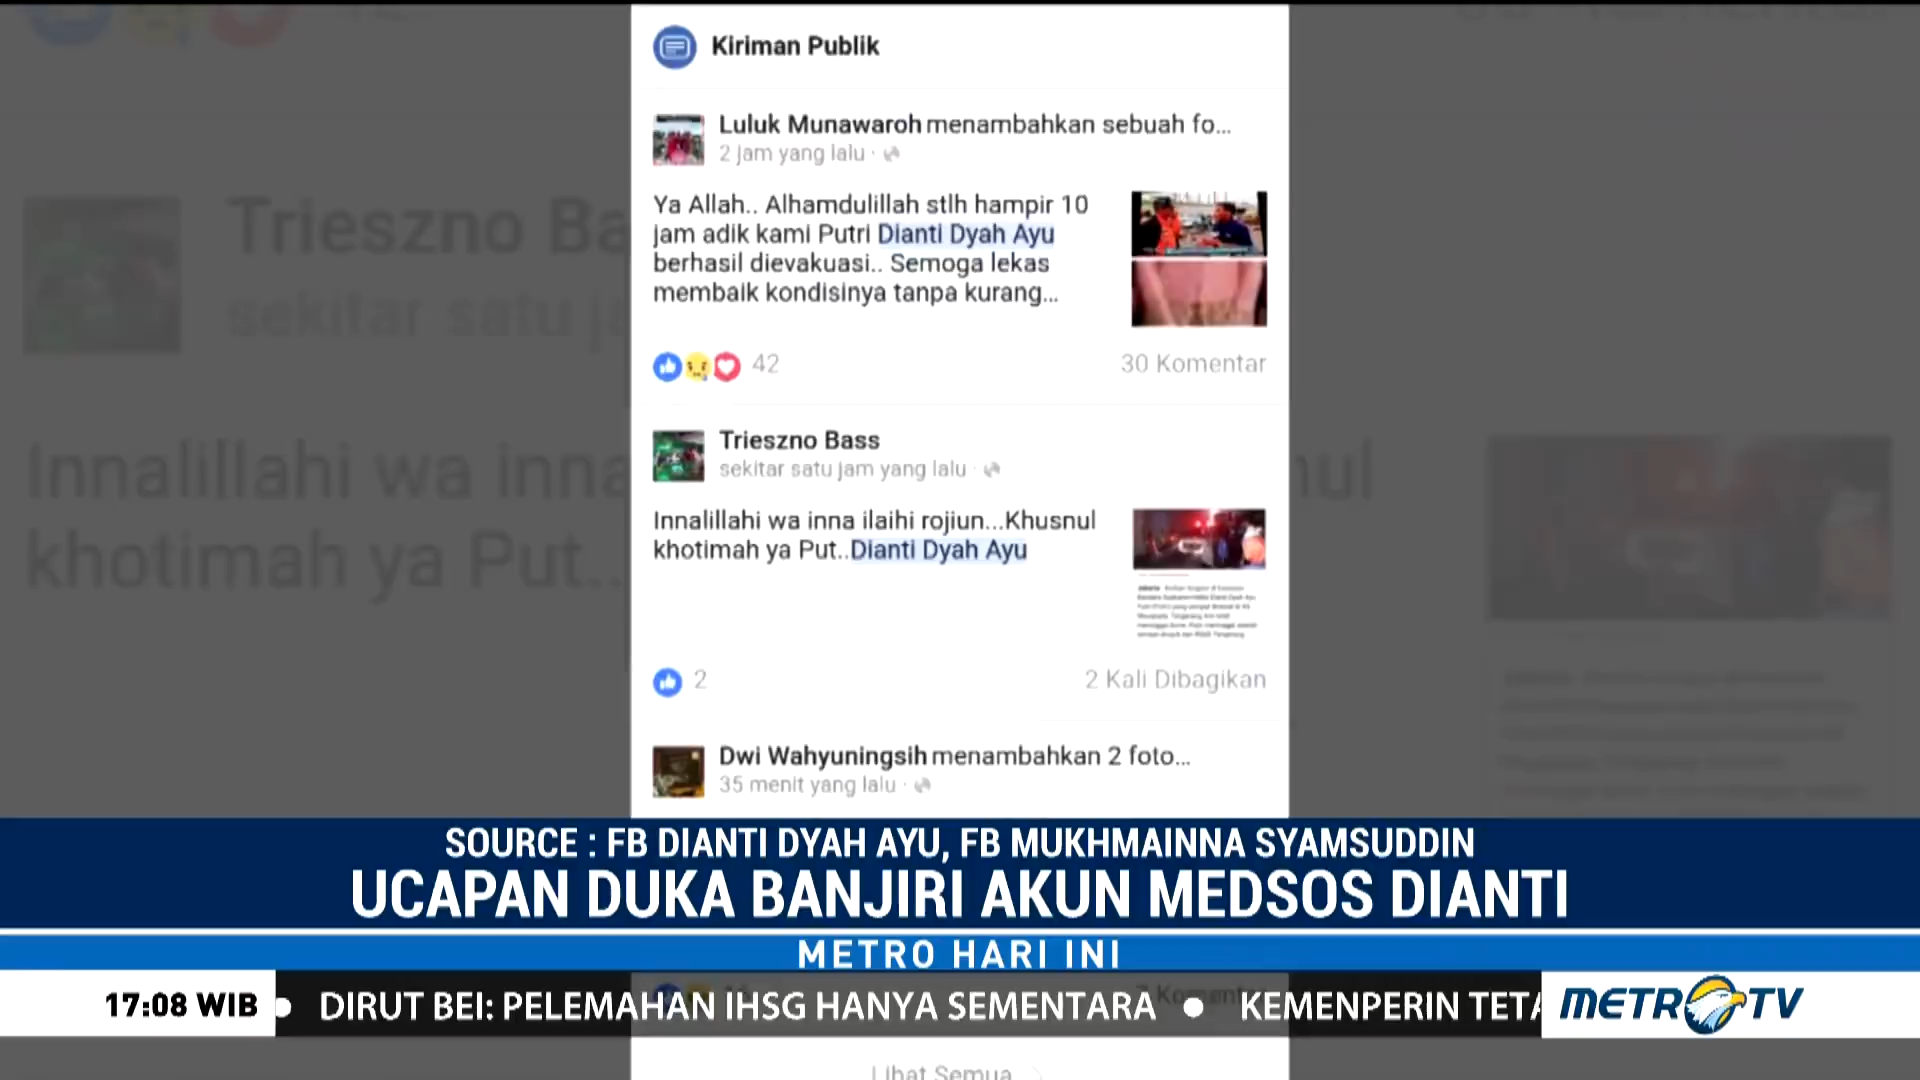 Kiriman Publik
Luluk Munawaroh menambahkan sebuah fo...
2 jam yang lalu ·
Ya Allah.. Alhamdulillah stlh hampir 10
jam adik kami Putri Dianti Dyah Ayu
berhasil dievakuasi.. Semoga lekas
membaik kondisinya tanpa kurang...
42
30 Komentar
Trieszno Ba
sekitar satu ja
Innalillahi wa inna
khotimah ya Put..
nul
Trieszno Bass
sekitar satu jam yang lalu ·
Innalillahi wa inna ilaihi rojiun...Khusnul
khotimah ya Put..Dianti Dyah Ayu
2
2 Kali Dibagikan
Dwi Wahyuningsih menambahkan 2 foto...
35 menit yang lalu ·
SOURCE : FB DIANTI DYAH AYU, FB MUKHMAINNA SYAMSUDDIN
UCAPAN DUKA BANJIRI AKUN MEDSOS DIANTI
METRO HARI INI
17:08 WIB
DIRUT BEI: PELEMAHAN IHSG HANYA SEMENTARA ● KEMENPERIN TETA
METRO TV
Lihat Semua